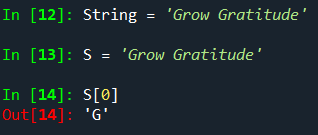 In [12]: String = 'Grow Gratitude'
In [13]: S = 'Grow Gratitude'
In [14]: S[0]
Out[14]: 'G'